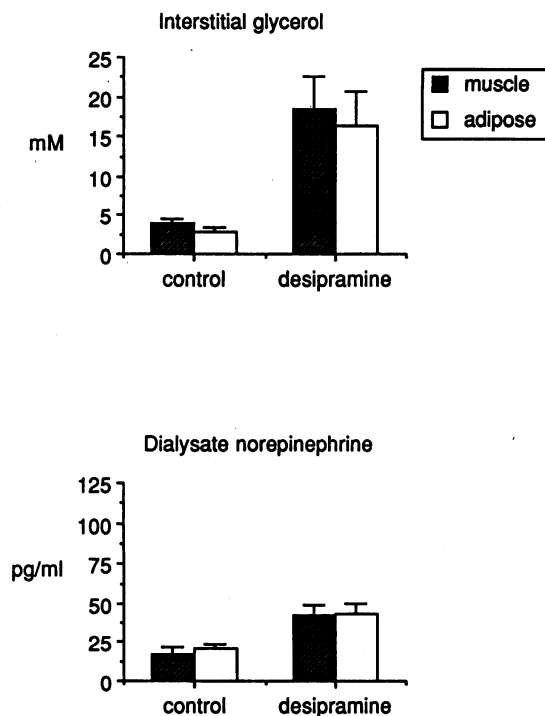 Interstitial glycerol
25
20
15
10
5
0
mM
control desipramine
muscle
adipose
Dialysate norepinephrine
125
100
75
50
25
0
pg/ml
control desipramine